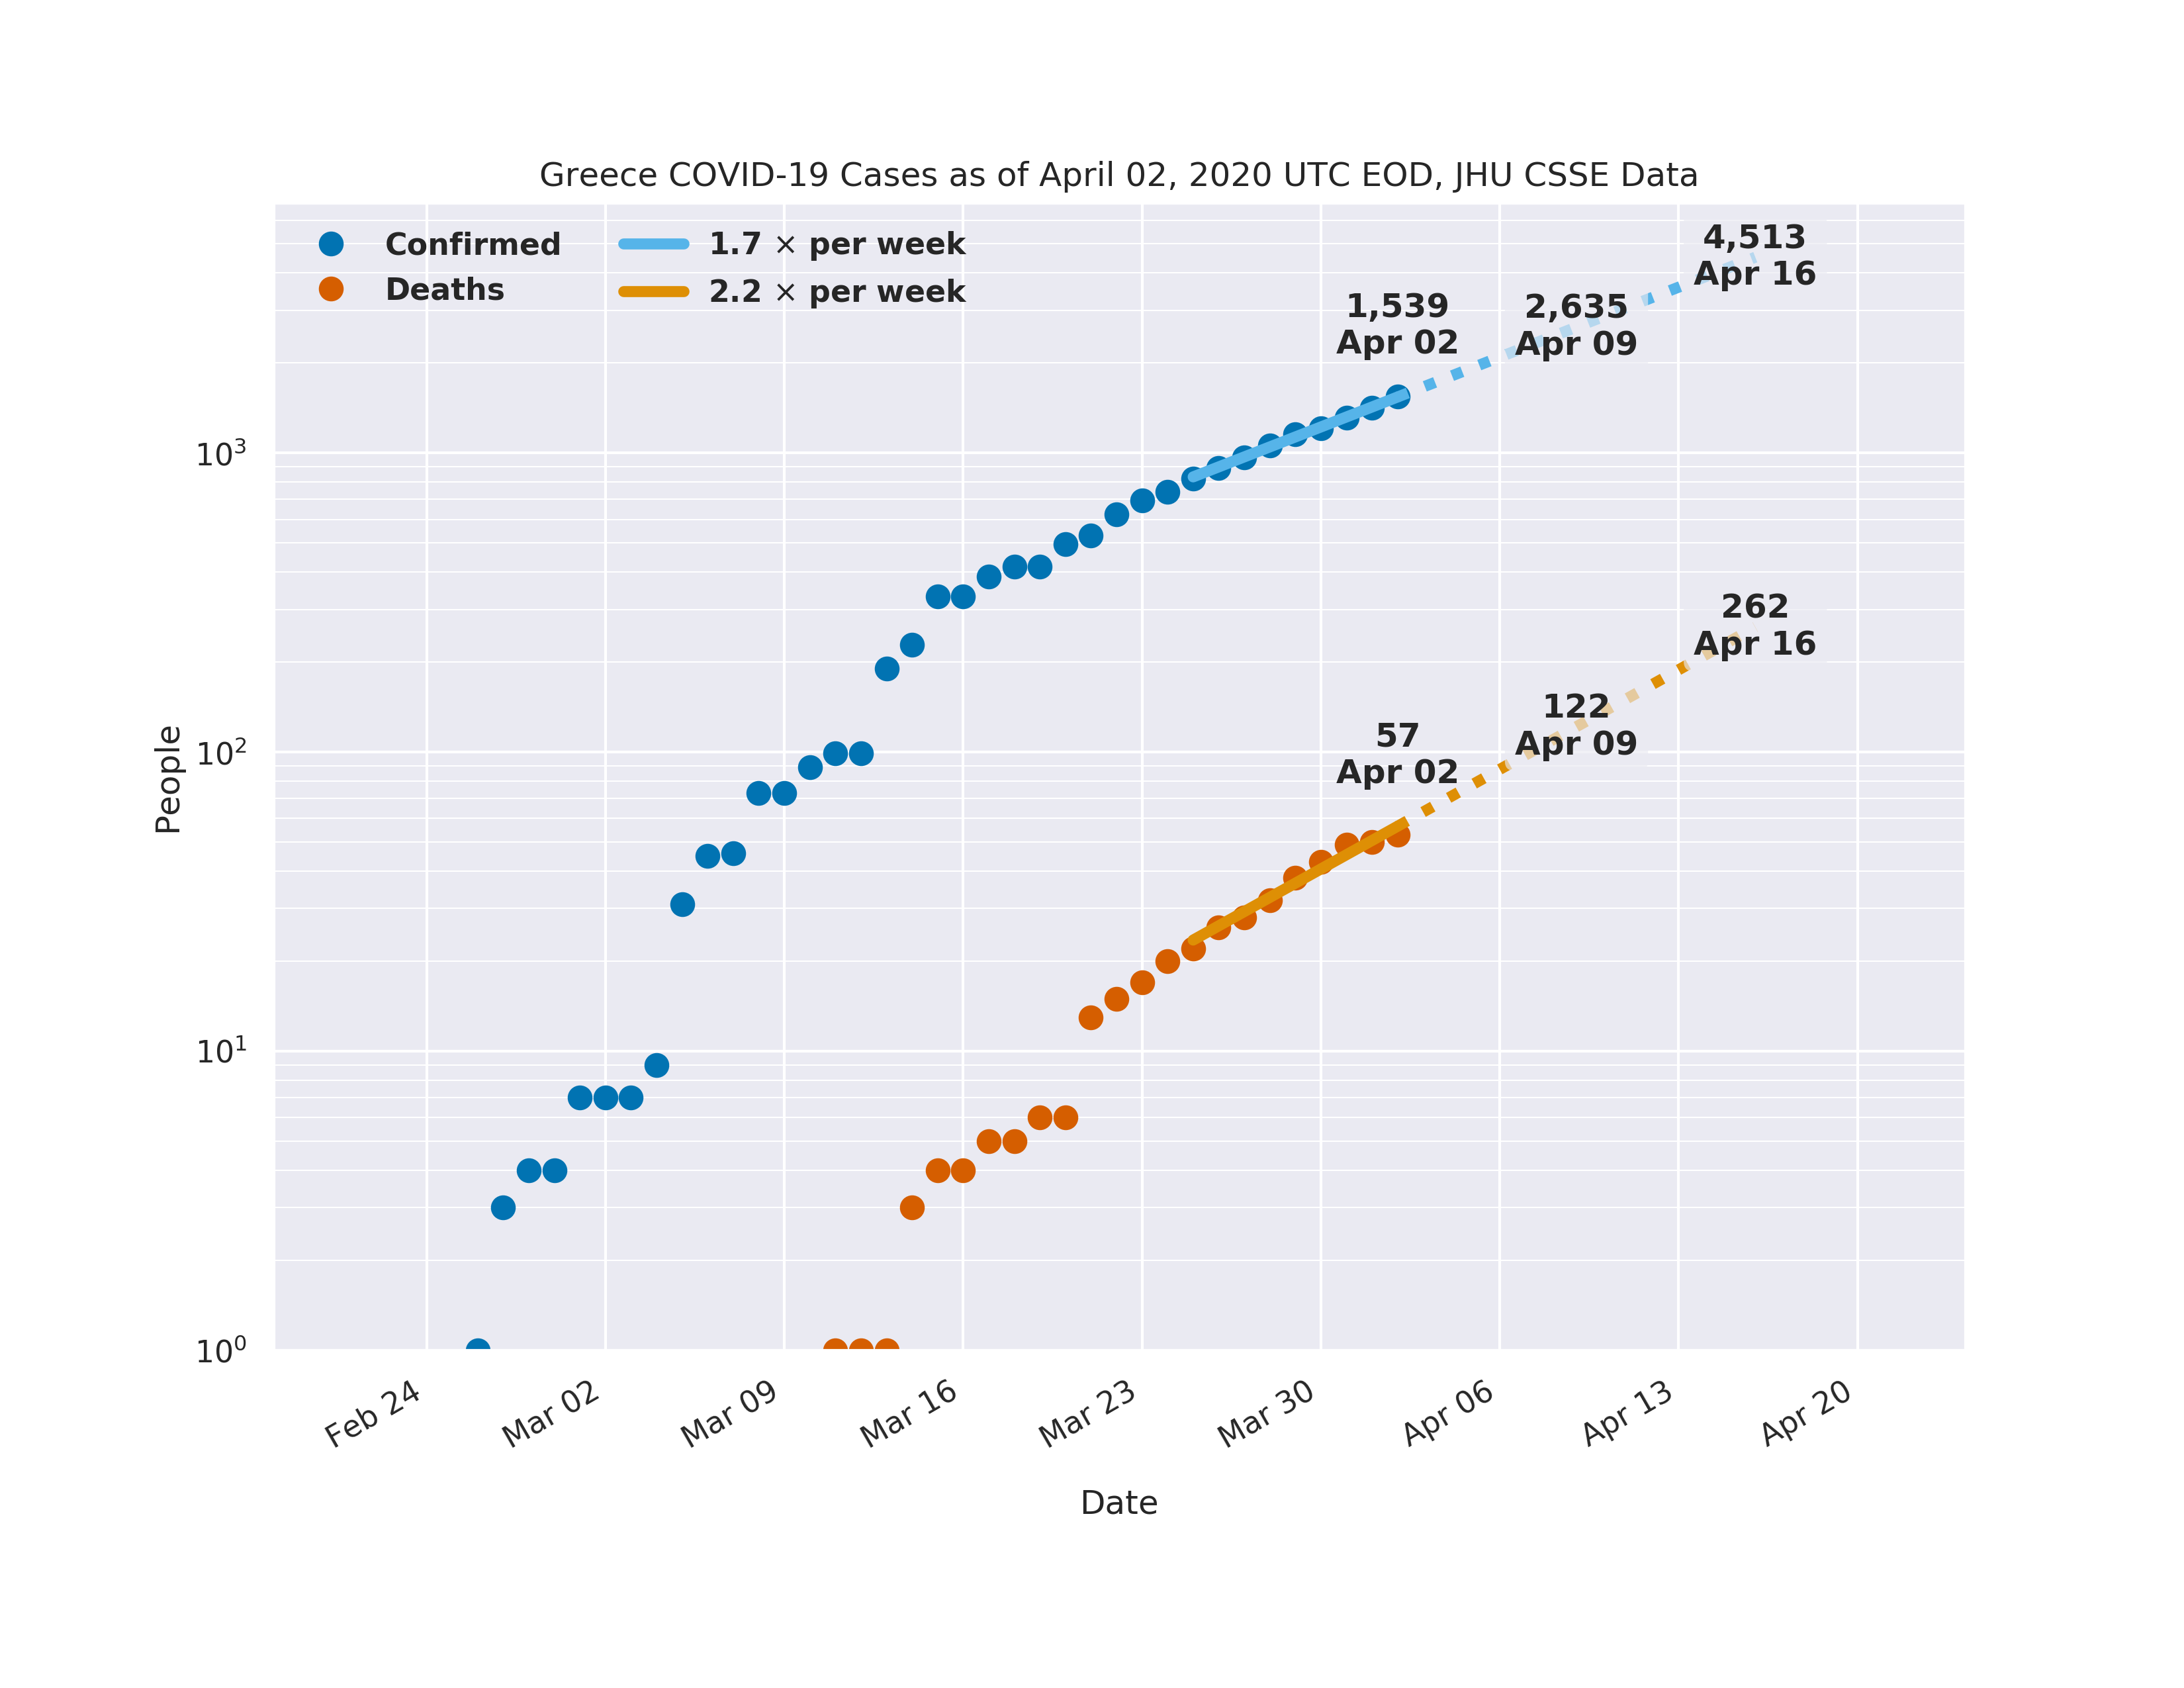 Greece COVID-19 Cases as of April 02, 2020 UTC EOD, JHU CSSE Data
Confirmed
Deaths
1.7 × per week
2.2 × per week
4,513
Apr 16
1,539
Apr 02
2,635
Apr 09
262
Apr 16
122
Apr 09
57
Apr 02
People
10³
10²
10¹
10⁰
Feb 24
Mar 02
Mar 09
Mar 16
Mar 23
Mar 30
Apr 06
Apr 13
Apr 20
Date